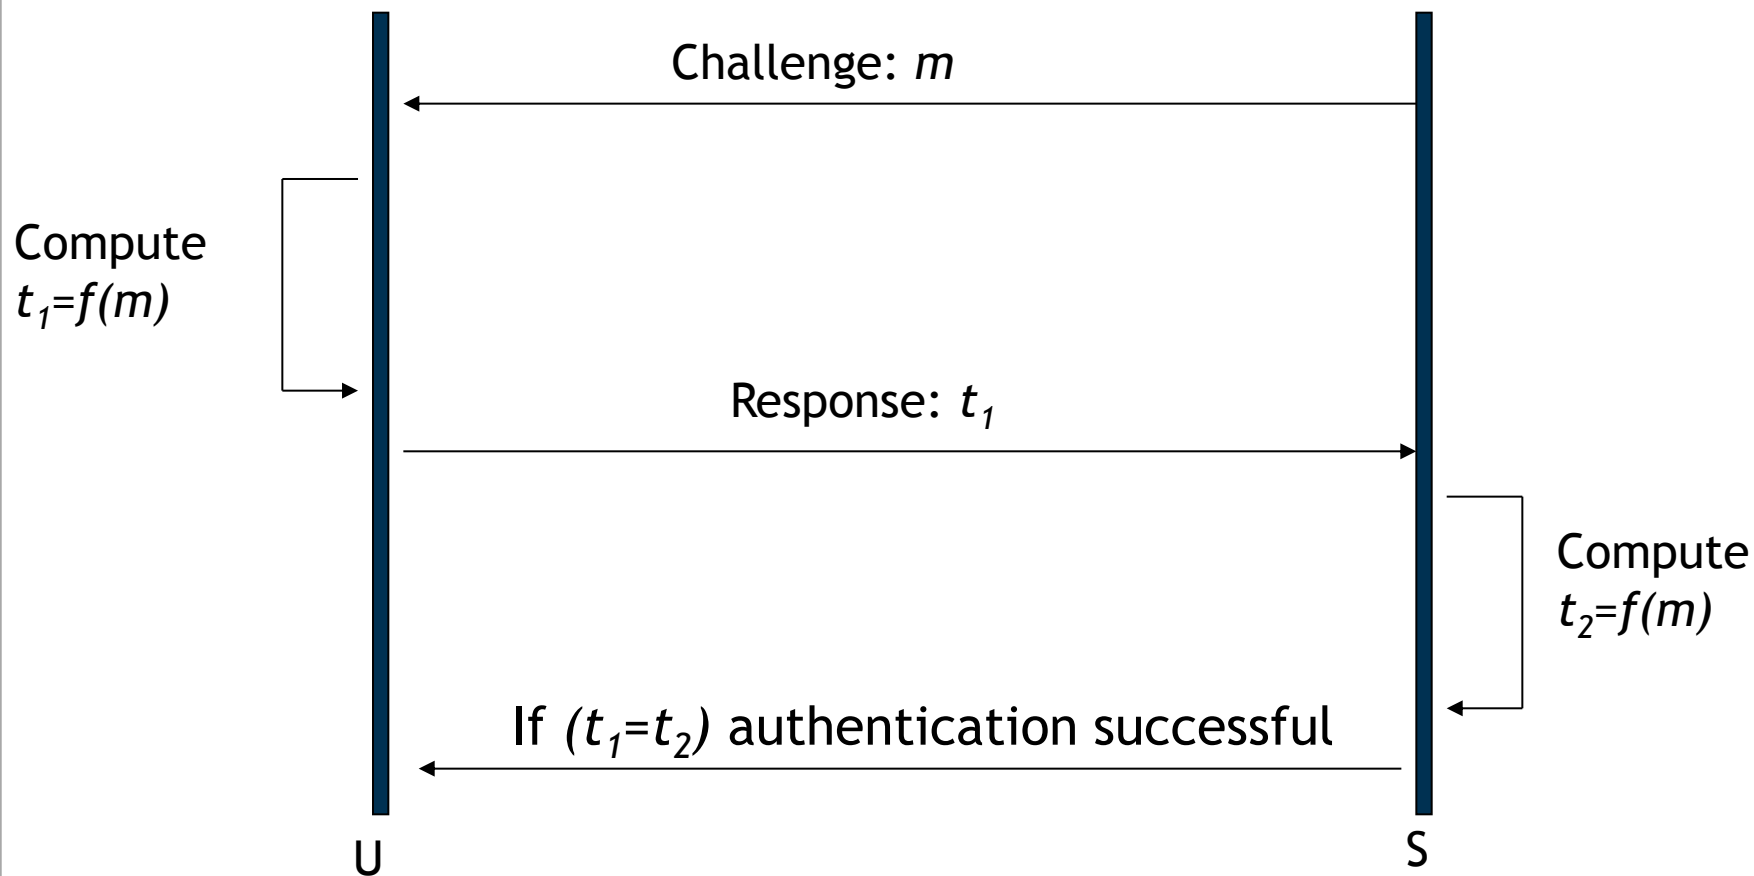 Challenge: m
Compute
t₁=f(m)
Response: t₁
Compute
t₂=f(m)
If (t₁=t₂) authentication successful
U
S